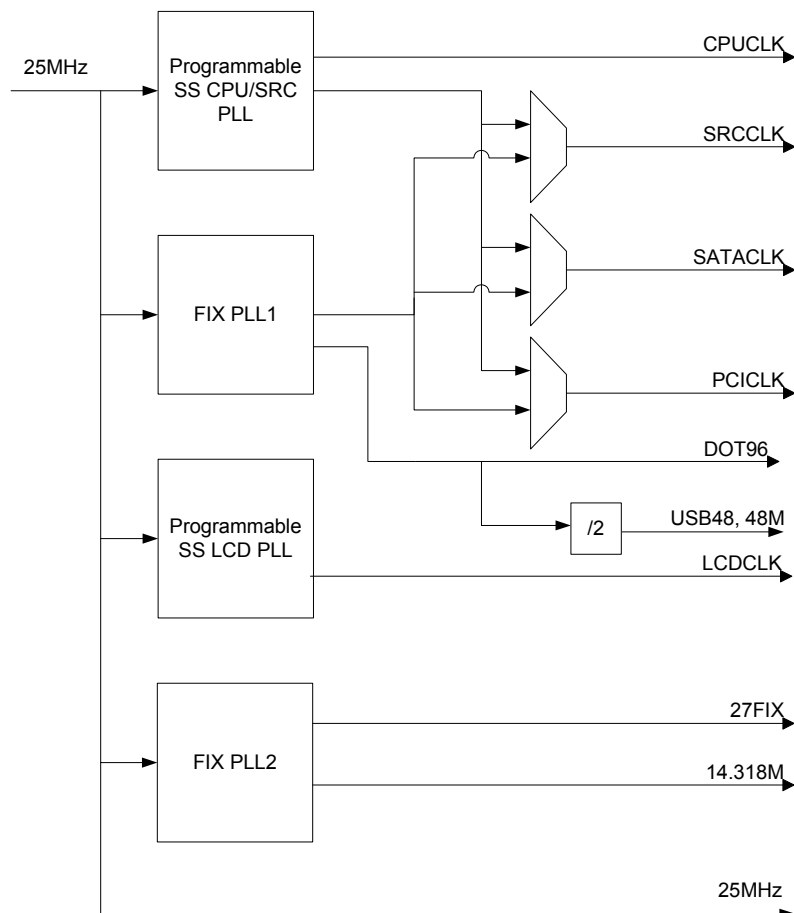 25MHz
Programmable
SS CPU/SRC
PLL
CPUCLK
SRCCLK
SATACLK
FIX PLL1
PCICLK
DOT96
Programmable
SS LCD PLL
/2
USB48, 48M
LCDCLK
FIX PLL2
27FIX
14.318M
25MHz